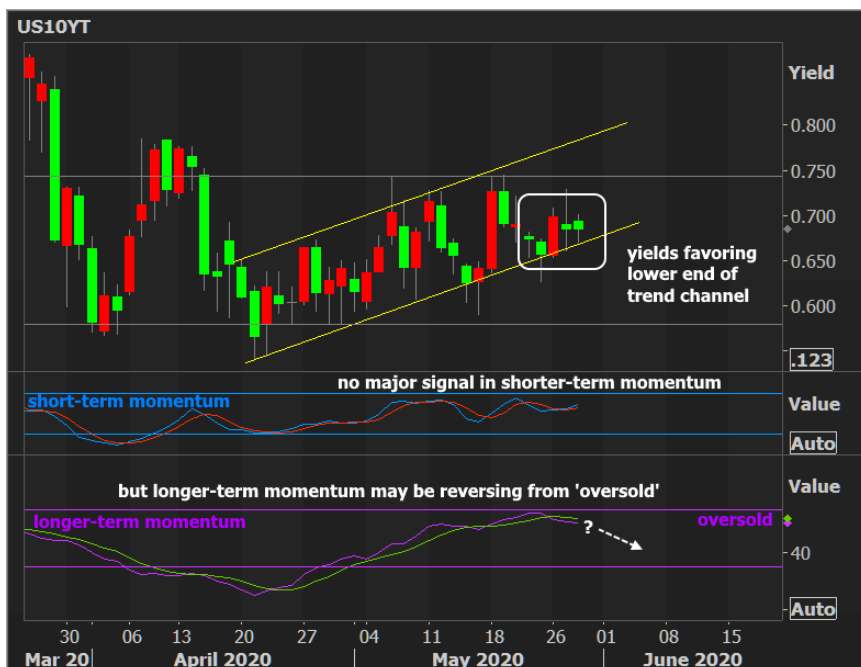 US10YT
Yield
0.800
0.750
0.700
0.650
0.600
.123
yields favoring
lower end of
trend channel
no major signal in shorter-term momentum
short-term momentum
Value
Auto
but longer-term momentum may be reversing from 'oversold'
Value
longer-term momentum
oversold
?
40
Auto
30 06 13 20 27 04 11 18 26 01 08 15
Mar 20 April 2020 May 2020 June 2020